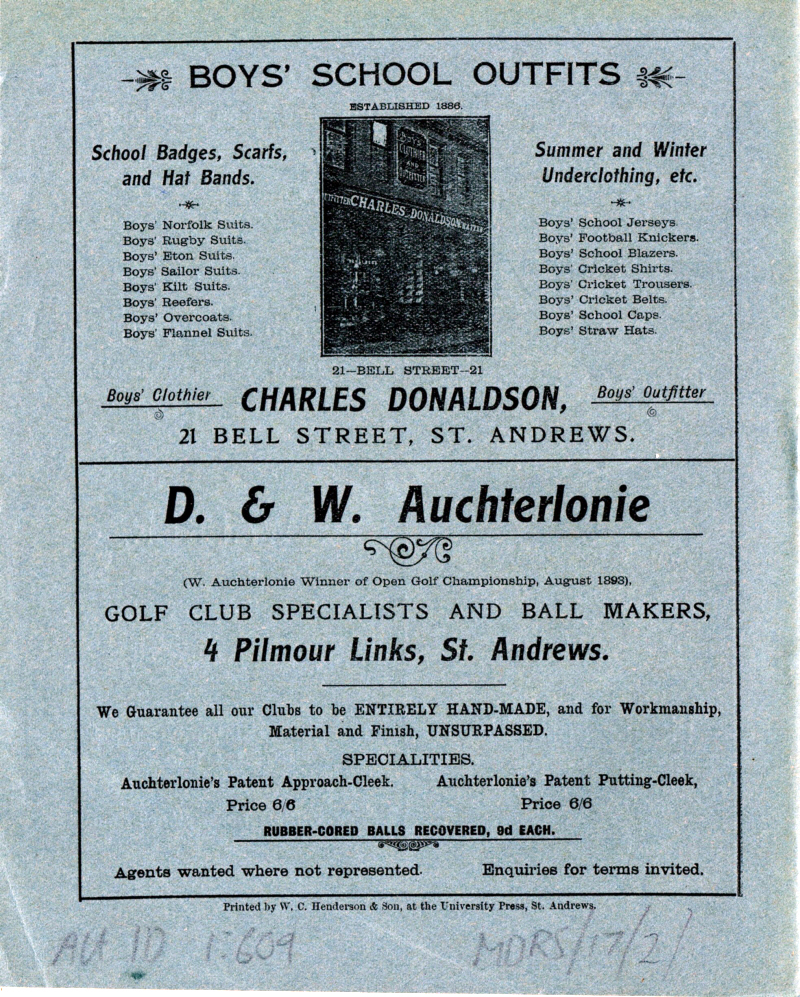 BOYS' SCHOOL OUTFITS
ESTABLISHED 1886.
School Badges, Scarfs,
and Hat Bands.
Boys' Norfolk Suits.
Boys' Rugby Suits.
Boys' Eton Suits.
Boys' Sailor Suits.
Boys' Kilt Suits.
Boys' Reefers.
Boys' Overcoats.
Boys' Flannel Suits.
BOYS'
CLOTHIER
AND
OUTFITTER
CHARLES DONALDSON
Summer and Winter
Underclothing, etc.
Boys' School Jerseys.
Boys' Football Knickers.
Boys' School Blazers.
Boys' Cricket Shirts.
Boys' Cricket Trousers.
Boys' Cricket Belts.
Boys' School Caps.
Boys' Straw Hats.
21—BELL STREET—21
Boys' Clothier CHARLES DONALDSON, Boys' Outfitter
21 BELL STREET, ST. ANDREWS.
D. & W. Auchterlonie
(W. Auchterlonie Winner of Open Golf Championship, August 1893),
GOLF CLUB SPECIALISTS AND BALL MAKERS,
4 Pilmour Links, St. Andrews.
We Guarantee all our Clubs to be ENTIRELY HAND-MADE, and for Workmanship,
Material and Finish, UNSURPASSED.
SPECIALITIES.
Auchterlonie's Patent Approach-Cleek. Auchterlonie's Patent Putting-Cleek,
Price 6/6 Price 6/6
RUBBER-CORED BALLS RECOVERED, 9d EACH.
Agents wanted where not represented. Enquiries for terms invited.
Printed by W. C. Henderson & Son, at the University Press, St. Andrews.
ID 1:609 MDRS/17/2/